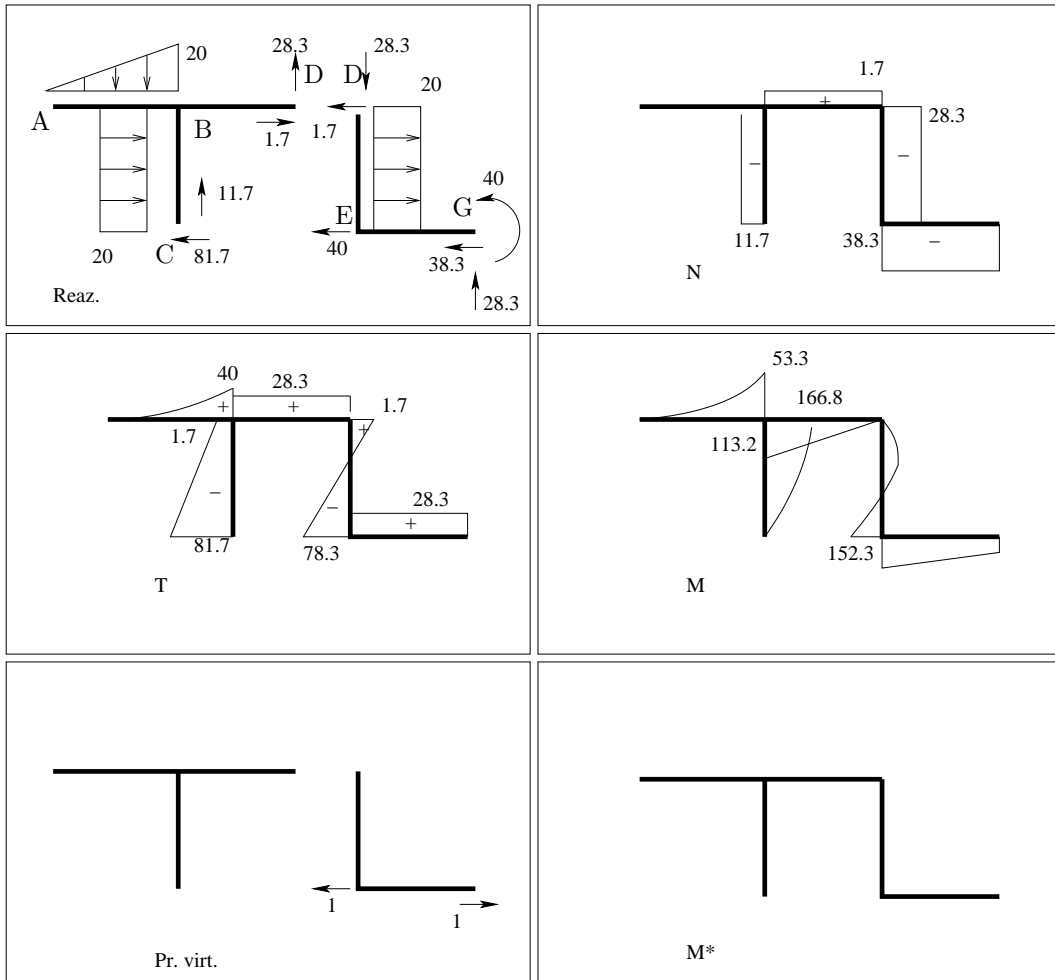 28.3 28.3
20 D D 20
A B
1.7 1.7
11.7 G 40
E
20 C 81.7 40 38.3
Reaz. 28.3
1.7
+
28.3
−
−
11.7 38.3
−
N
40 28.3
+ + 1.7
1.7 +
−
− 28.3
+
81.7 78.3
T
53.3
166.8
113.2
152.3
M
1 1
Pr. virt.
M*